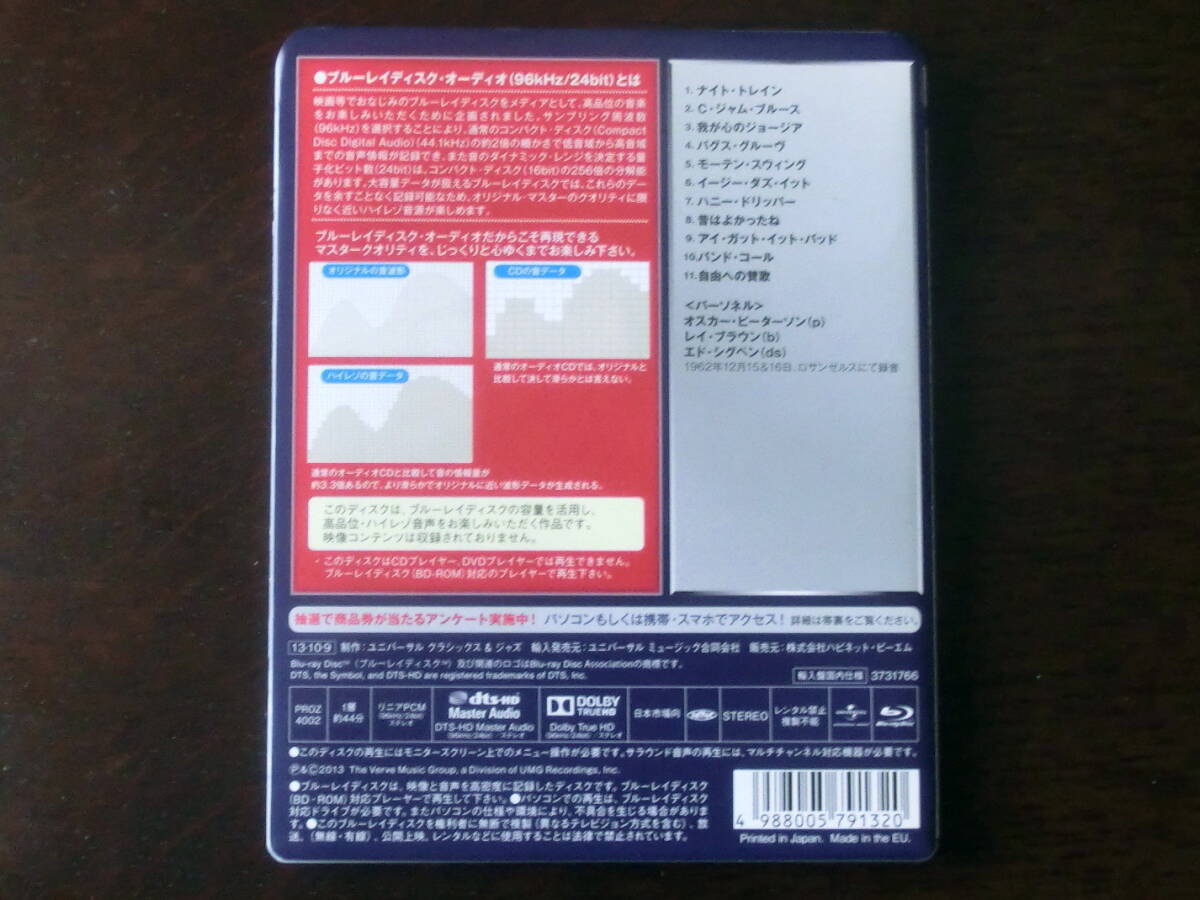 ●ブルーレイディスク・オーディオ(96kHz/24bit)とは
映画等でおなじみのブルーレイディスクをメディアとして、高品位の音楽
をお楽しみいただくために企画されました。サンプリング周波数
(96kHz)を選択することにより、通常のコンパクト・ディスク(Compact
Disc Digital Audio)(44.1kHz)の約2倍の細かさで低音域から高音域
までの音声情報が記録でき、また音のダイナミック・レンジを決定する量
子化ビット数(24bit)は、コンパクト・ディスク(16bit)の256倍の分解能
があります。大容量データが扱えるブルーレイディスクでは、これらのデー
タを余すことなく記録可能なため、オリジナル・マスターのクオリティに限
りなく近いハイレゾ音源が楽しめます。
ブルーレイディスク・オーディオだからこそ再現できる
マスタークオリティを、じっくりと心ゆくまでお楽しみ下さい。
オリジナルの音波形
CDの音データ
通常のオーディオCDでは、オリジナルと
比較して決して滑らかとは言えない。
ハイレゾの音データ
通常のオーディオCDと比較して音の情報量が
約3.3倍あるので、より滑らかでオリジナルに近い波形データが生成される。
このディスクは、ブルーレイディスクの容量を活用し、
高品位・ハイレゾ音声をお楽しみいただく作品です。
映像コンテンツは収録されておりません。
・このディスクはCDプレイヤー、DVDプレイヤーでは再生できません。
ブルーレイディスク(BD-ROM)対応のプレイヤーで再生下さい。
1. ナイト・トレイン
2. C・ジャム・ブルース
3. 我が心のジョージア
4. バグス・グルーヴ
5. モーテン・スウィング
6. イージー・ダズ・イット
7. ハニー・ドリッパー
8. 昔はよかったね
9. アイ・ガット・イット・バッド
10. バンド・コール
11. 自由への賛歌
<パーソネル>
オスカー・ピーターソン(p)
レイ・ブラウン(b)
エド・シグペン(ds)
1962年12月15&16日、ロサンゼルスにて録音
抽選で商品券が当たるアンケート実施中! パソコンもしくは携帯・スマホでアクセス! 詳細は帯裏をご覧ください。
13・10・9 制作:ユニバーサル クラシックス&ジャズ 輸入発売元:ユニバーサル ミュージック合同会社 販売元:株式会社ハピネット・ピーエム
Blu-ray Disc™(ブルーレイディスク™)及び関連のロゴはBlu-ray Disc Associationの商標です。
DTS, the Symbol, and DTS-HD are registered trademarks of DTS, Inc.
輸入盤国内仕様 3731766
PROZ
4002
1層
約44分
リニアPCM
(96kHz/24bit)
ステレオ
dts-HD
Master Audio
DTS-HD Master Audio
(96kHz/24bit) ステレオ
DOLBY
TRUEHD
Dolby True HD
(96kHz/24bit) ステレオ
日本市場向
STEREO
レンタル禁止
複製不能
●このディスクの再生にはモニタースクリーン上でのメニュー操作が必要です。サラウンド音声の再生には、マルチチャンネル対応機器が必要です。
℗&©2013 The Verve Music Group, a Division of UMG Recordings, Inc.
●ブルーレイディスクは、映像と音声を高密度に記録したディスクです。ブルーレイディスク
(BD-ROM)対応プレーヤーで再生して下さい。●パソコンでの再生は、ブルーレイディスク
対応ドライブが必要です。またパソコンの仕様や環境により、不具合を生じる場合がありま
す。●このブルーレイディスクを権利者に無断で複製(異なるテレビジョン方式を含む)、放
送、(無線・有線)、公開上映、レンタルなどに使用することは法律で禁止されています。
4 988005 791320
Printed in Japan. Made in the EU.